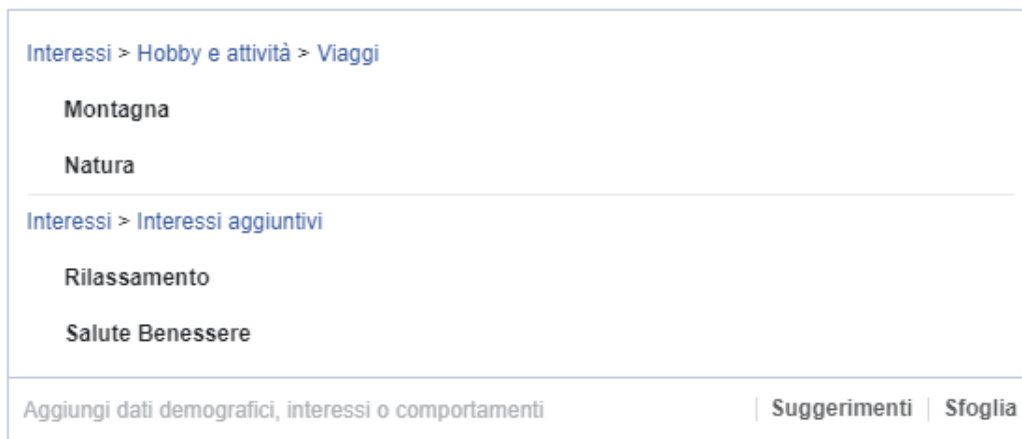 Interessi > Hobby e attività > Viaggi
Montagna
Natura
Interessi > Interessi aggiuntivi
Rilassamento
Salute Benessere
Aggiungi dati demografici, interessi o comportamenti Suggerimenti Sfoglia